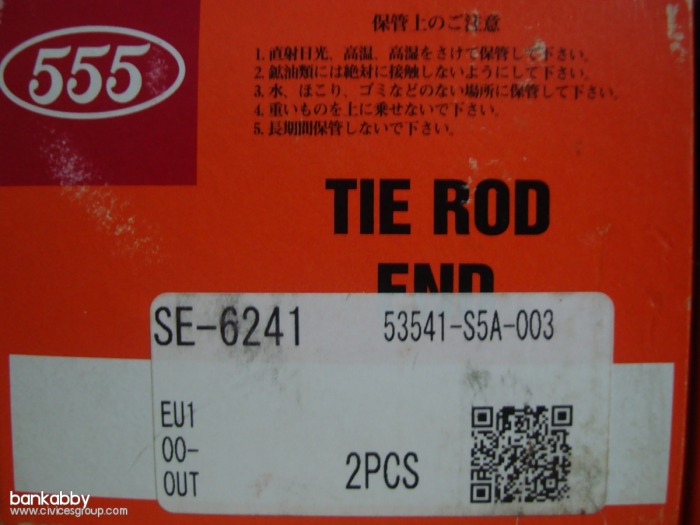 555
保管上のご注意
1. 直射日光、高温、高湿をさけて保管して下さい。
2. 鉱油類には絶対に接触しないようにして下さい。
3. 水、ほこり、ゴミなどのない場所に保管して下さい。
4. 重いものを上に乗せないで下さい。
5. 長期間保管しないで下さい。
TIE ROD
END
SE-6241 53541-S5A-003
EU1
00-
OUT
2PCS
bankabby
www.civicesgroup.com